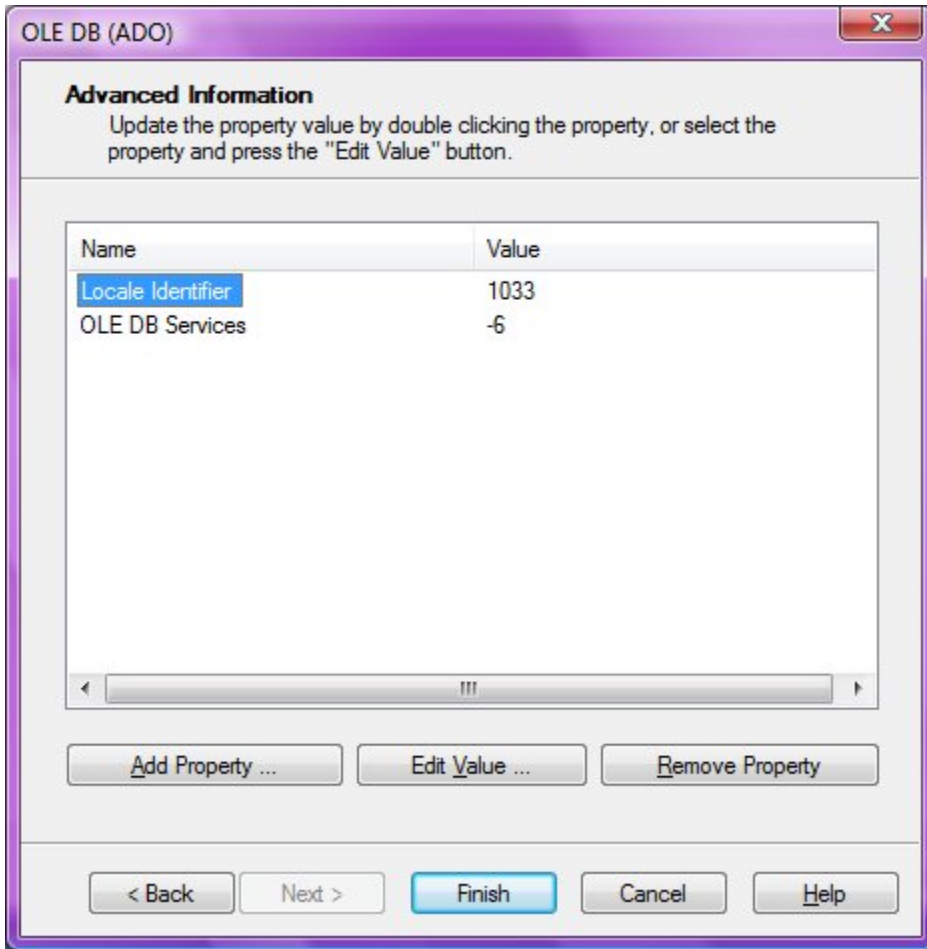 OLE DB (ADO)
Advanced Information
Update the property value by double clicking the property, or select the
property and press the "Edit Value" button.
Name Value
Locale Identifier 1033
OLE DB Services -6
Add Property ... Edit Value ... Remove Property
< Back Next > Finish Cancel Help